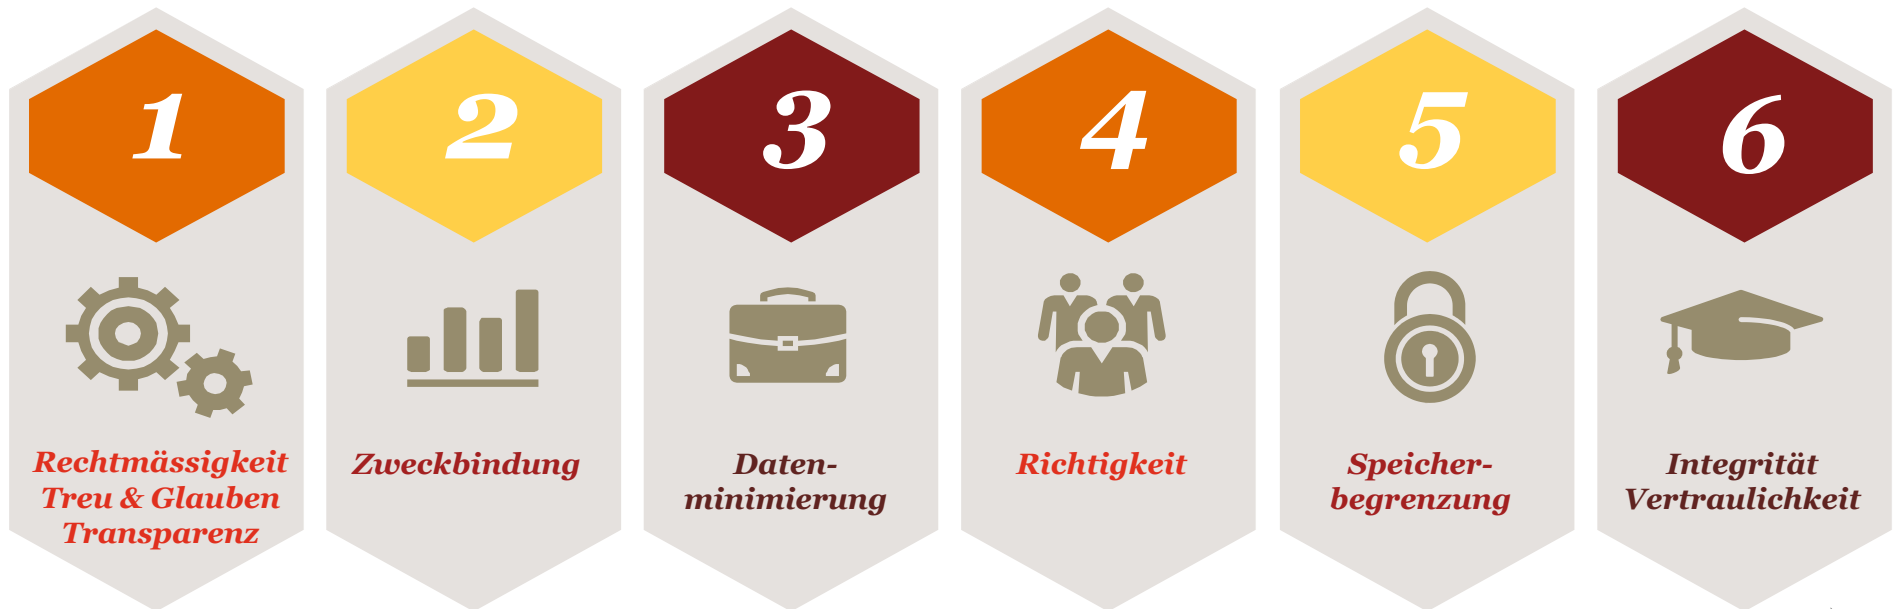 1
2
3
4
5
6
Rechtmässigkeit
Treu & Glauben
Transparenz
Zweckbindung
Daten-
minimierung
Richtigkeit
Speicher-
begrenzung
Integrität
Vertraulichkeit